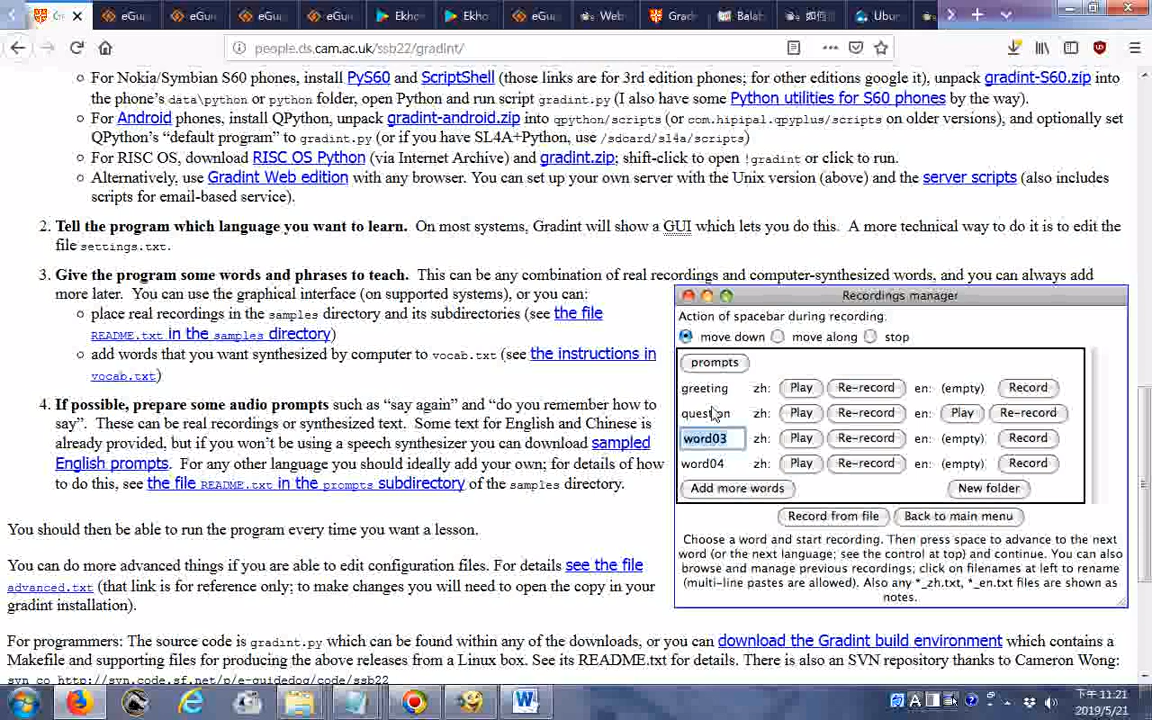 Gra
eGu
eGu
eGu
eGu
Ekho
Ekho
eGu
Web
Grad
Balab
如何
Ubur
people.ds.cam.ac.uk/ssb22/gradint/
For Nokia/Symbian S60 phones, install PyS60 and ScriptShell (those links are for 3rd edition phones; for other editions google it), unpack gradint-S60.zip into
the phone's data\python or python folder, open Python and run script gradint.py (I also have some Python utilities for S60 phones by the way).
For Android phones, install QPython, unpack gradint-android.zip into qpython/scripts (or com.hipipal.qpyplus/scripts on older versions), and optionally set
QPython's “default program” to gradint.py (or if you have SL4A+Python, use /sdcard/sl4a/scripts)
For RISC OS, download RISC OS Python (via Internet Archive) and gradint.zip; shift-click to open !gradint or click to run.
Alternatively, use Gradint Web edition with any browser. You can set up your own server with the Unix version (above) and the server scripts (also includes
scripts for email-based service).
2. Tell the program which language you want to learn. On most systems, Gradint will show a GUI which lets you do this. A more technical way to do it is to edit the
file settings.txt.
3. Give the program some words and phrases to teach. This can be any combination of real recordings and computer-synthesized words, and you can always add
more later. You can use the graphical interface (on supported systems), or you can:
place real recordings in the samples directory and its subdirectories (see the file
README.txt in the samples directory)
add words that you want synthesized by computer to vocab.txt (see the instructions in
vocab.txt)
4. If possible, prepare some audio prompts such as “say again” and “do you remember how to
say”. These can be real recordings or synthesized text. Some text for English and Chinese is
already provided, but if you won't be using a speech synthesizer you can download sampled
English prompts. For any other language you should ideally add your own; for details of how
to do this, see the file README.txt in the prompts subdirectory of the samples directory.
Recordings manager
Action of spacebar during recording:
move down move along stop
prompts
greeting zh: Play Re-record en: (empty) Record
question zh: Play Re-record en: Play Re-record
word03 zh: Play Re-record en: (empty) Record
word04 zh: Play Re-record en: (empty) Record
Add more words New folder
Record from file Back to main menu
Choose a word and start recording. Then press space to advance to the next
word (or the next language; see the control at top) and continue. You can also
browse and manage previous recordings; click on filenames at left to rename
(multi-line pastes are allowed). Also any *_zh.txt, *_en.txt files are shown as
notes.
You should then be able to run the program every time you want a lesson.
You can do more advanced things if you are able to edit configuration files. For details see the file
advanced.txt (that link is for reference only; to make changes you will need to open the copy in your
gradint installation).
For programmers: The source code is gradint.py which can be found within any of the downloads, or you can download the Gradint build environment which contains a
Makefile and supporting files for producing the above releases from a Linux box. See its README.txt for details. There is also an SVN repository thanks to Cameron Wong:
svn co http://svn.code.sf.net/p/e-guidedog/code/ssb22
下午 11:21
2019/5/21